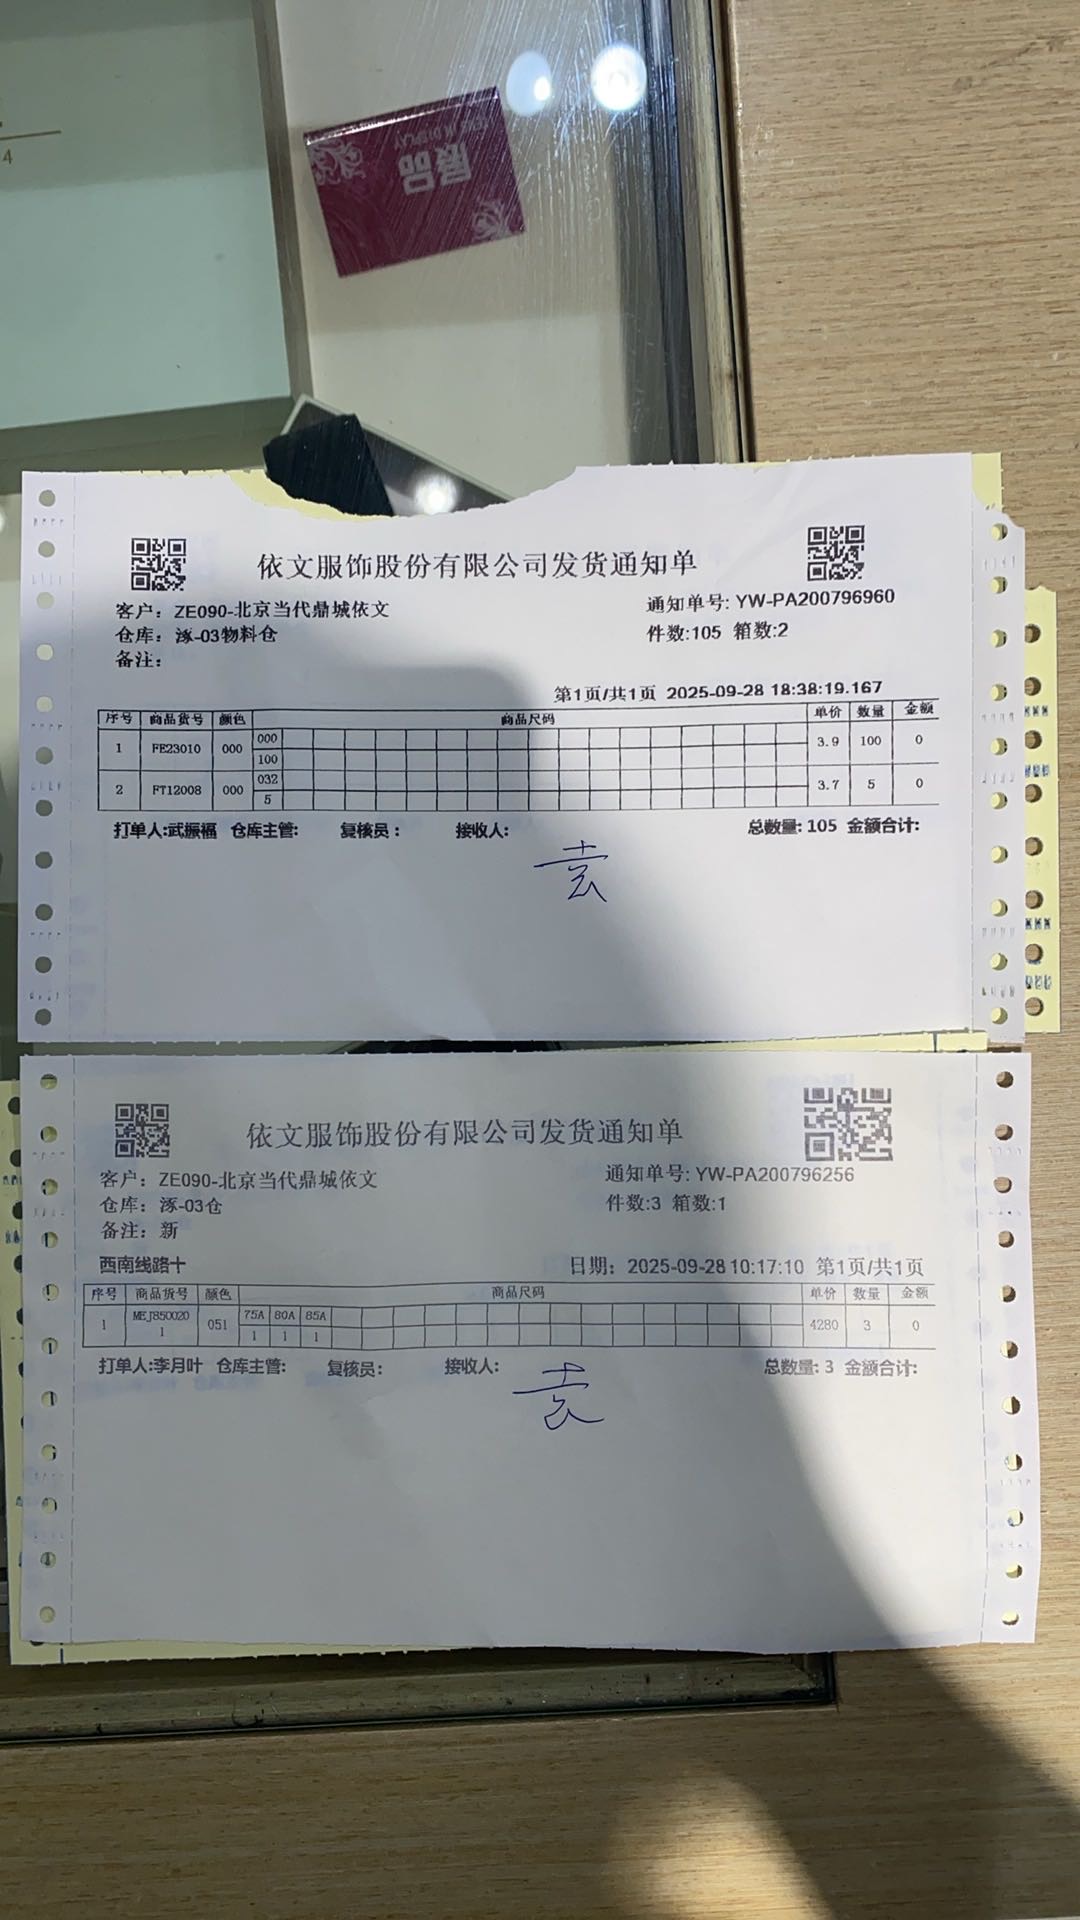 展品
依文服饰股份有限公司发货通知单
客户：ZE090-北京当代鼎城依文
通知单号: YW-PA200796960
仓库：涿-03物料仓
件数:105 箱数:2
备注：
第1页/共1页 2025-09-28 18:38:19.167
序号 商品货号 颜色 商品尺码 单价 数量 金额
1 FE23010 000 000 3.9 100 0
100
2 FT12008 000 032 3.7 5 0
5
打单人:武振福 仓库主管: 复核员： 接收人: 总数量: 105 金额合计:
依文服饰股份有限公司发货通知单
客户：ZE090-北京当代鼎城依文
通知单号: YW-PA200796256
仓库：涿-03仓
件数:3 箱数:1
备注：新
西南线路十 日期：2025-09-28 10:17:10 第1页/共1页
序号 商品货号 颜色 商品尺码 单价 数量 金额
1 MEJ850020 051 75A 80A 85A 4280 3 0
1 1 1 1
打单人:李月叶 仓库主管: 复核员: 接收人: 总数量: 3 金额合计: